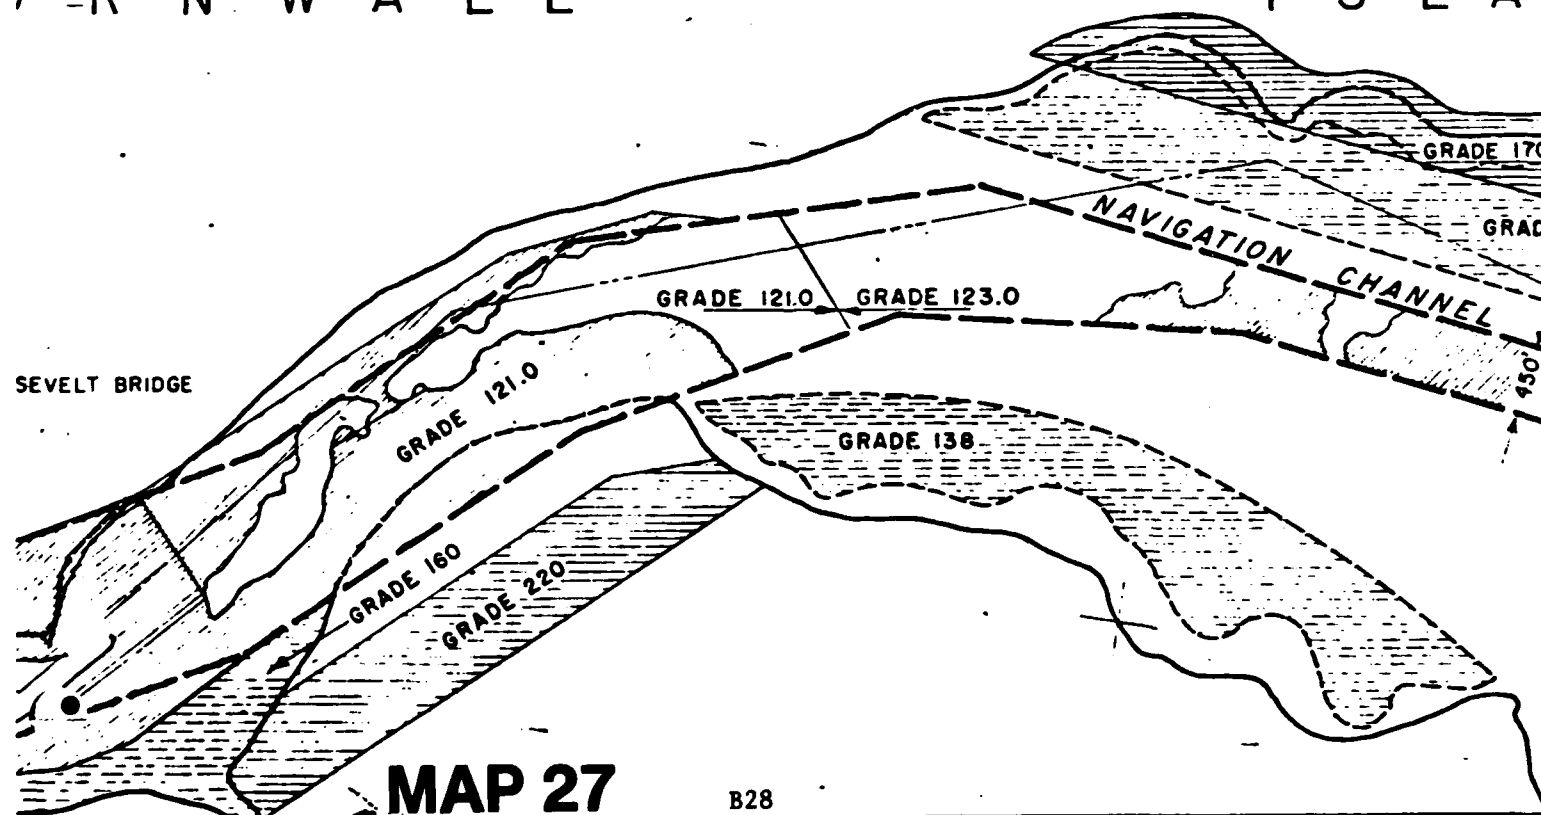 R N W A L L
I S L A
GRADE 170
NAVIGATION CHANNEL
GRAD
GRADE 121.0 GRADE 123.0
SEVELT BRIDGE
GRADE 121.0
450'
GRADE 138
GRADE 160
GRADE 220
MAP 27
B28